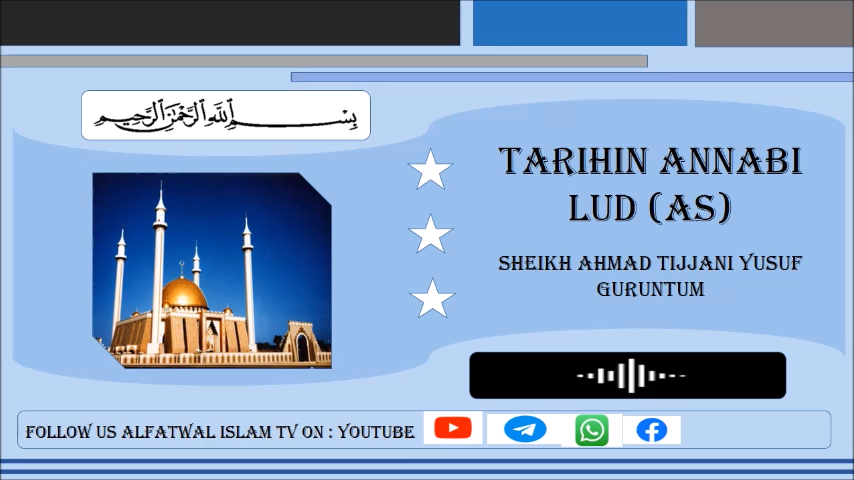 بسم الله الرحمن الرحيم
TARIHIN ANNABI
LUD (AS)
SHEIKH AHMAD TIJJANI YUSUF
GURUNTUM
FOLLOW US ALFATWAL ISLAM TV ON : YOUTUBE